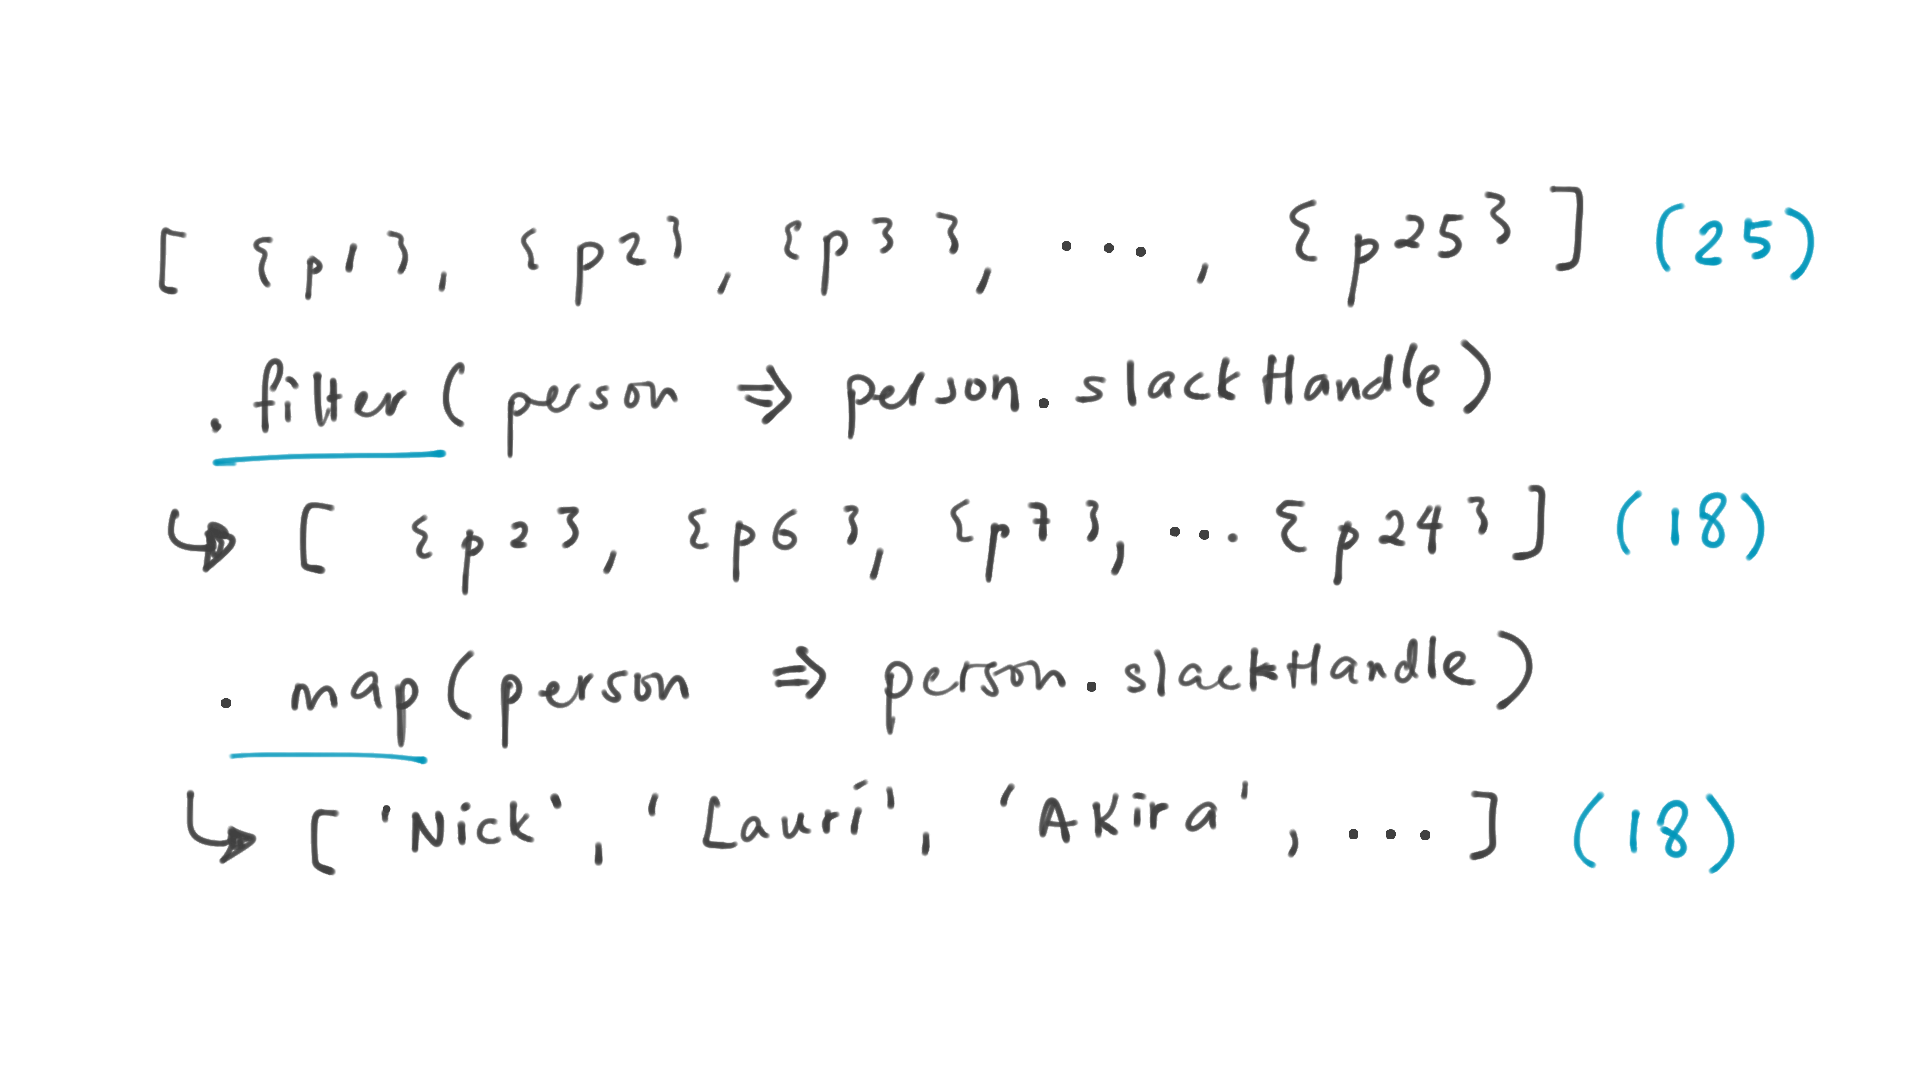 [ {p1}, {p2}, {p3}, ... , {p25} ] (25)
.filter( person => person.slackHandle)
↳ [ {p2}, {p6}, {p7}, ... {p24} ] (18)
. map(person => person.slackHandle)
↳ [ 'Nick', 'Lauri', 'Akira', ... ] (18)